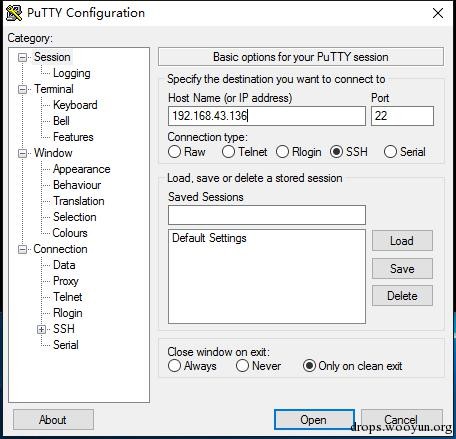 PuTTY Configuration
Category:
Session
Logging
Terminal
Keyboard
Bell
Features
Window
Appearance
Behaviour
Translation
Selection
Colours
Connection
Data
Proxy
Telnet
Rlogin
SSH
Serial
Basic options for your PuTTY session
Specify the destination you want to connect to
Host Name (or IP address) Port
192.168.43.136 22
Connection type:
Raw Telnet Rlogin SSH Serial
Load, save or delete a stored session
Saved Sessions
Default Settings
Load
Save
Delete
Close window on exit:
Always Never Only on clean exit
About Open Cancel
drops.wooyun.org